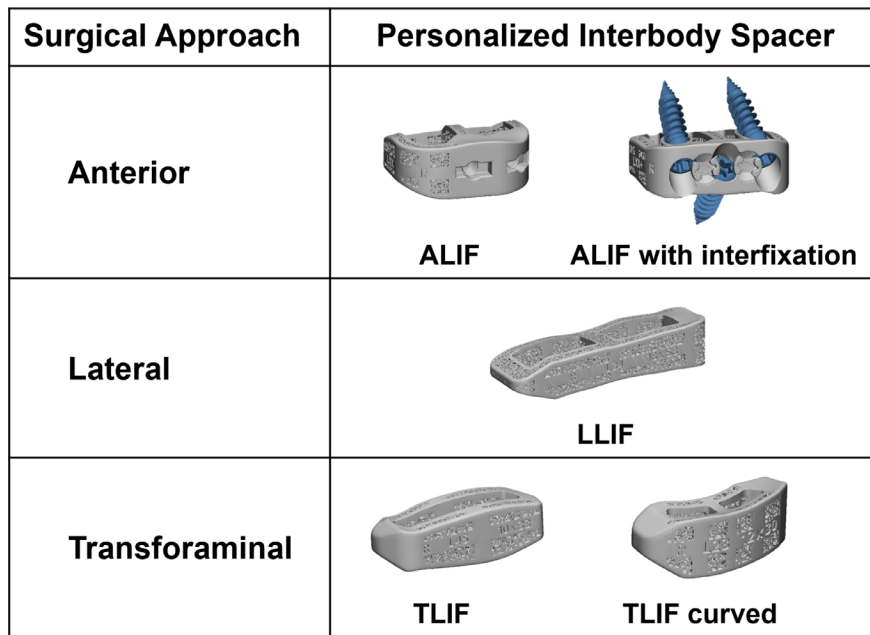 Surgical Approach
Personalized Interbody Spacer
Anterior
ALIF
ALIF with interfixation
Lateral
LLIF
Transforaminal
TLIF
TLIF curved